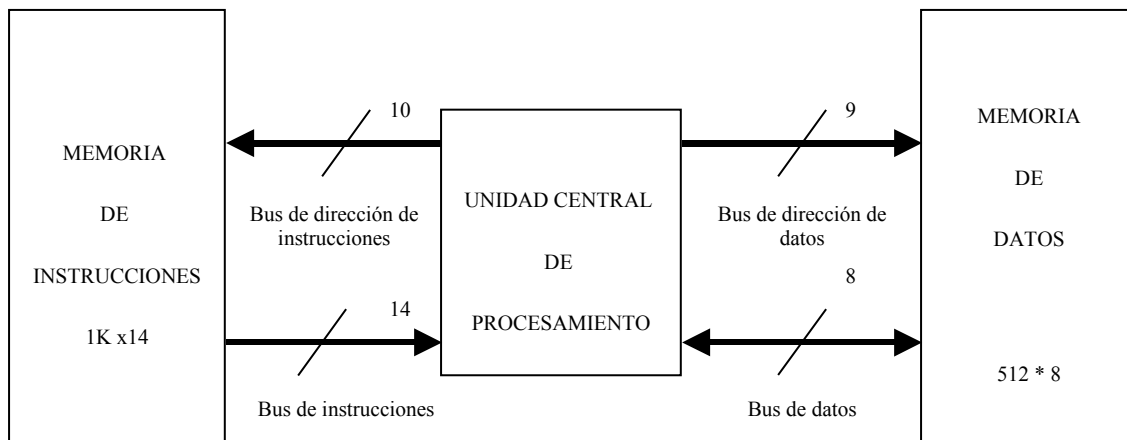 MEMORIA
DE
INSTRUCCIONES
1K x14
10
Bus de dirección de
instrucciones
14
Bus de instrucciones
UNIDAD CENTRAL
DE
PROCESAMIENTO
9
Bus de dirección de
datos
8
Bus de datos
MEMORIA
DE
DATOS
512 * 8